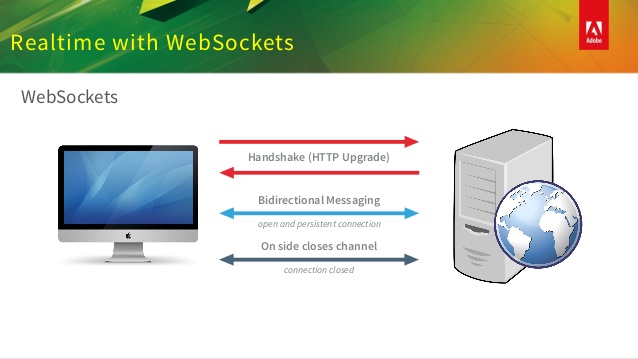 Realtime with WebSockets
Adobe
WebSockets
Handshake (HTTP Upgrade)
Bidirectional Messaging
open and persistent connection
On side closes channel
connection closed